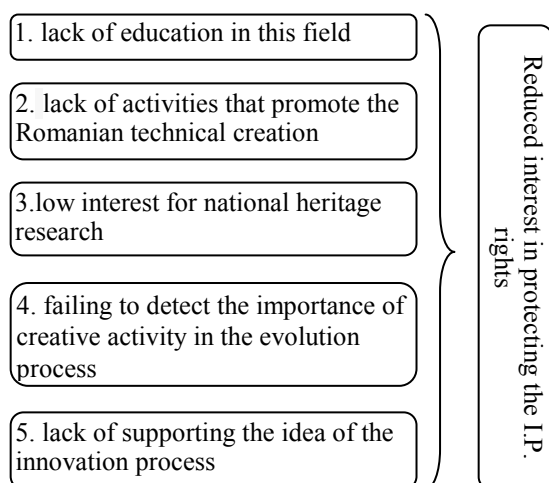 1. lack of education in this field
2. lack of activities that promote the
Romanian technical creation
3.low interest for national heritage
research
4. failing to detect the importance of
creative activity in the evolution
process
5. lack of supporting the idea of the
innovation process
Reduced interest in protecting the I.P.
rights